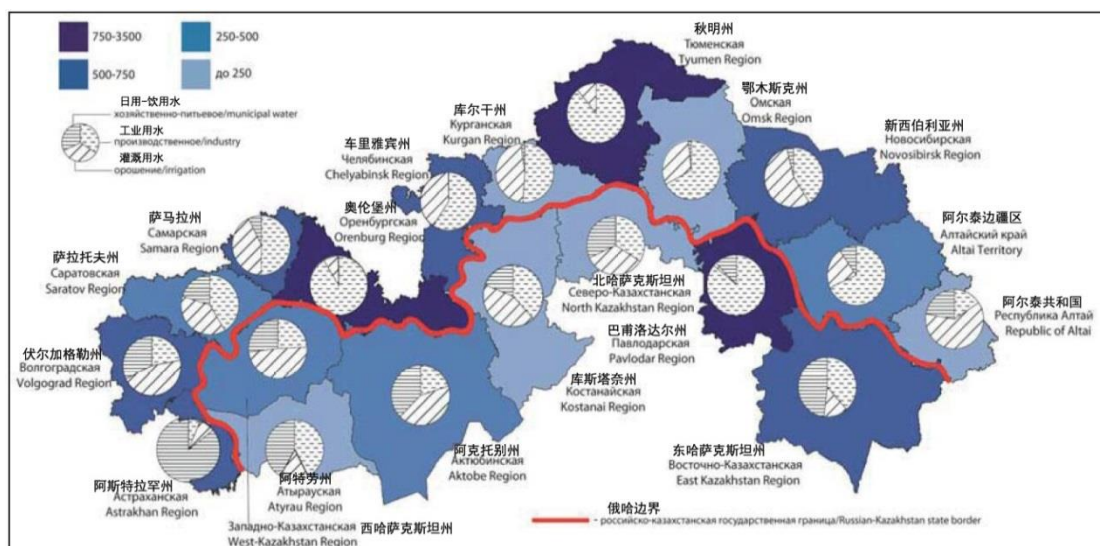 750-3500
250-500
500-750
до 250
日用-饮用水
хозяйственно-питьевое/municipal water
工业用水
производственное/industry
灌溉用水
орошение/irrigation
秋明州
Тюменская
Tyumen Region
鄂木斯克州
Омская
Omsk Region
库尔干州
Курганская
Kurgan Region
新西伯利亚州
Новосибирская
Novosibirsk Region
车里雅宾州
Челябинская
Chelyabinsk Region
奥伦堡州
Оренбургская
Orenburg Region
萨马拉州
Самарская
Samara Region
阿尔泰边疆区
Алтайский край
Altai Territory
萨拉托夫州
Саратовская
Saratov Region
北哈萨克斯坦州
Северо-Казахстанская
North Kazakhstan Region
阿尔泰共和国
Республика Алтай
Republic of Altai
巴甫洛达尔州
Павлодарская
Pavlodar Region
伏尔加格勒州
Волгоградская
Volgograd Region
库斯塔奈州
Костанайская
Kostanai Region
阿克托别州
Актюбинская
Aktobe Region
东哈萨克斯坦州
Восточно-Казахстанская
East Kazakhstan Region
阿斯特拉罕州
Астраханская
Astrakhan Region
阿特劳州
Атырауская
Atyrau Region
Западно-Казахстанская
West-Kazakhstan Region
西哈萨克斯坦州
俄哈边界
- российско-казахстанская государственная граница/Russian-Kazakhstan state border